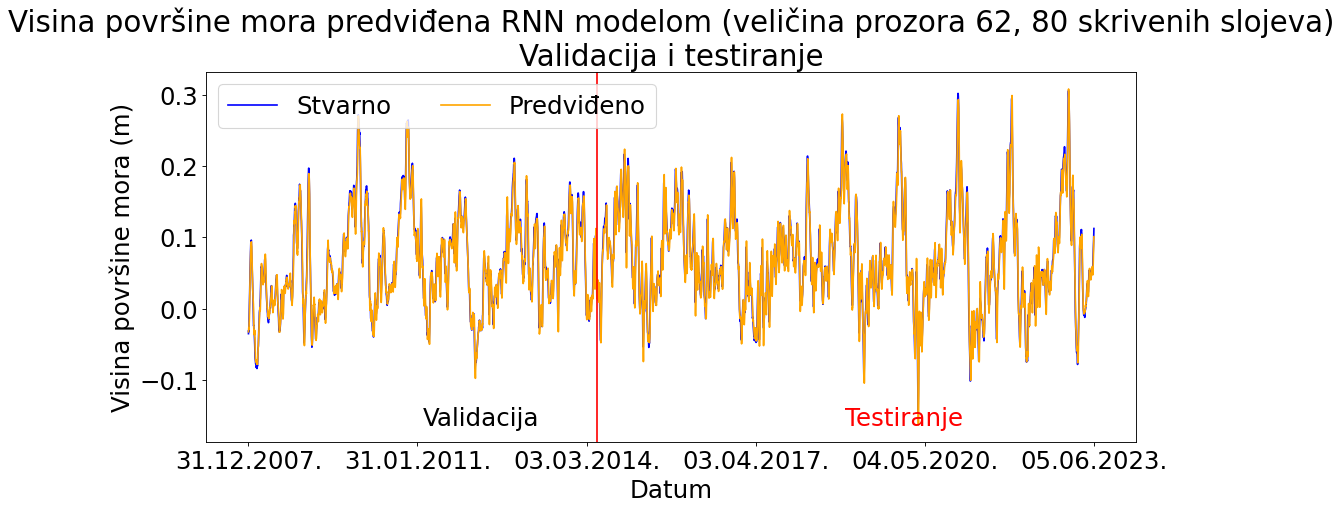 Visina površine mora predviđena RNN modelom (veličina prozora 62, 80 skrivenih slojeva)
Validacija i testiranje
Stvarno
Predviđeno
Visina površine mora (m)
0.3
0.2
0.1
0.0
−0.1
Validacija
Testiranje
31.12.2007.
31.01.2011.
03.03.2014.
03.04.2017.
04.05.2020.
05.06.2023.
Datum